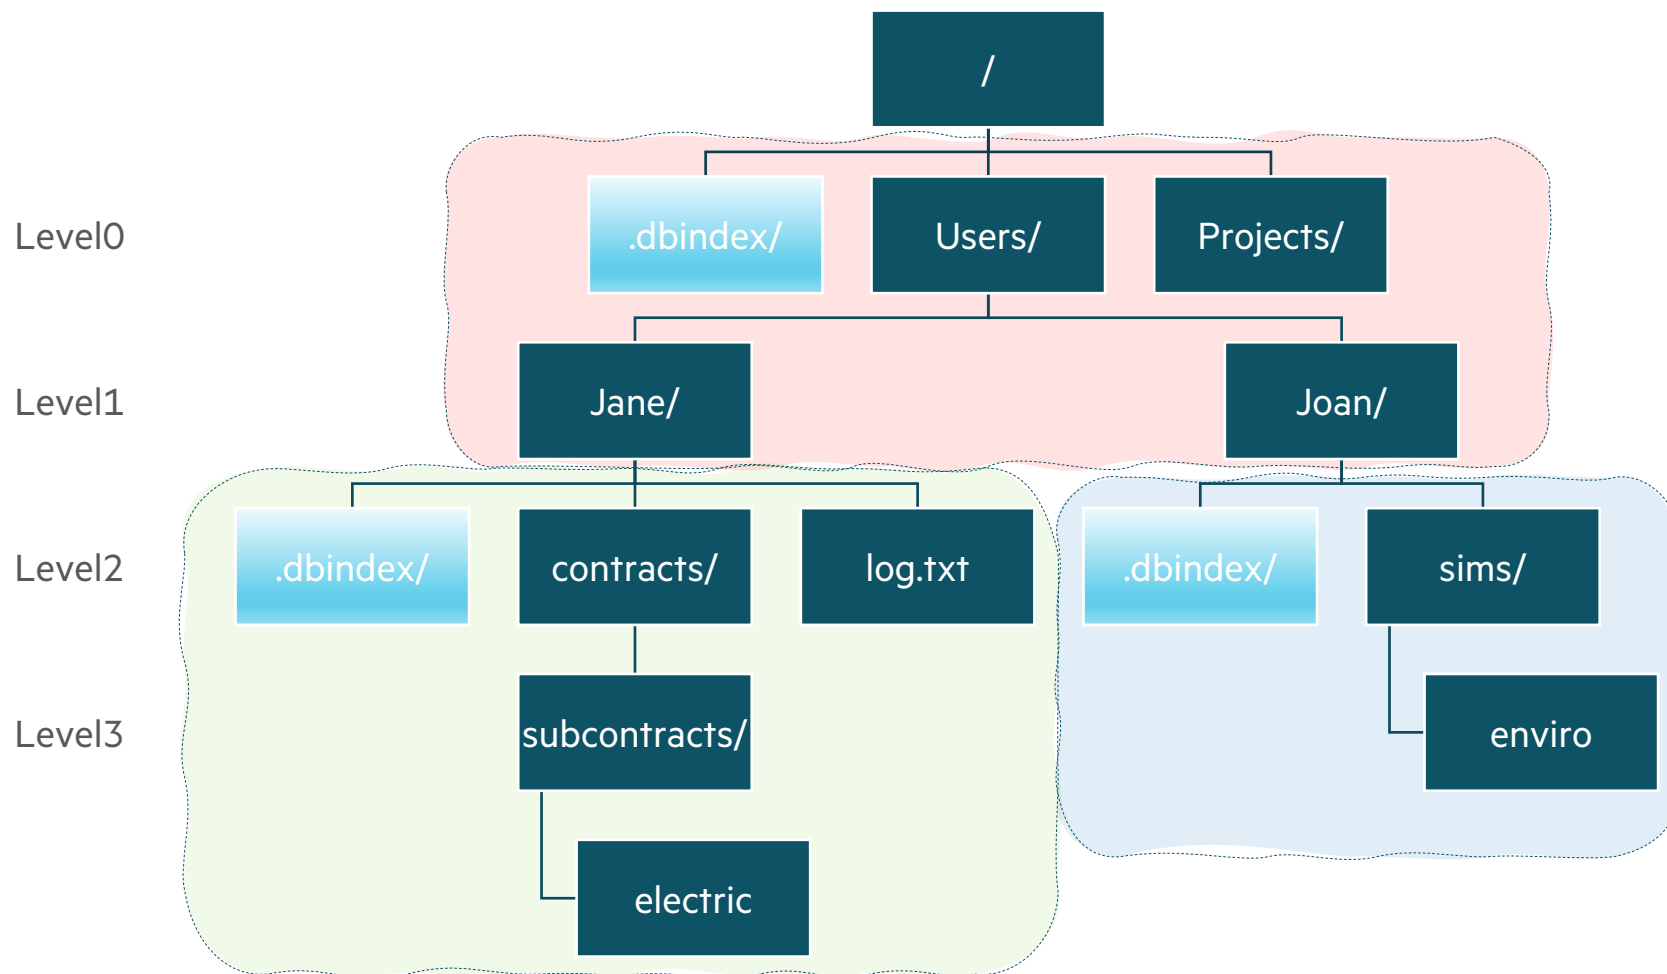 /
Level0
.dbindex/
Users/
Projects/
Level1
Jane/
Joan/
Level2
.dbindex/
contracts/
log.txt
.dbindex/
sims/
Level3
subcontracts/
enviro
electric